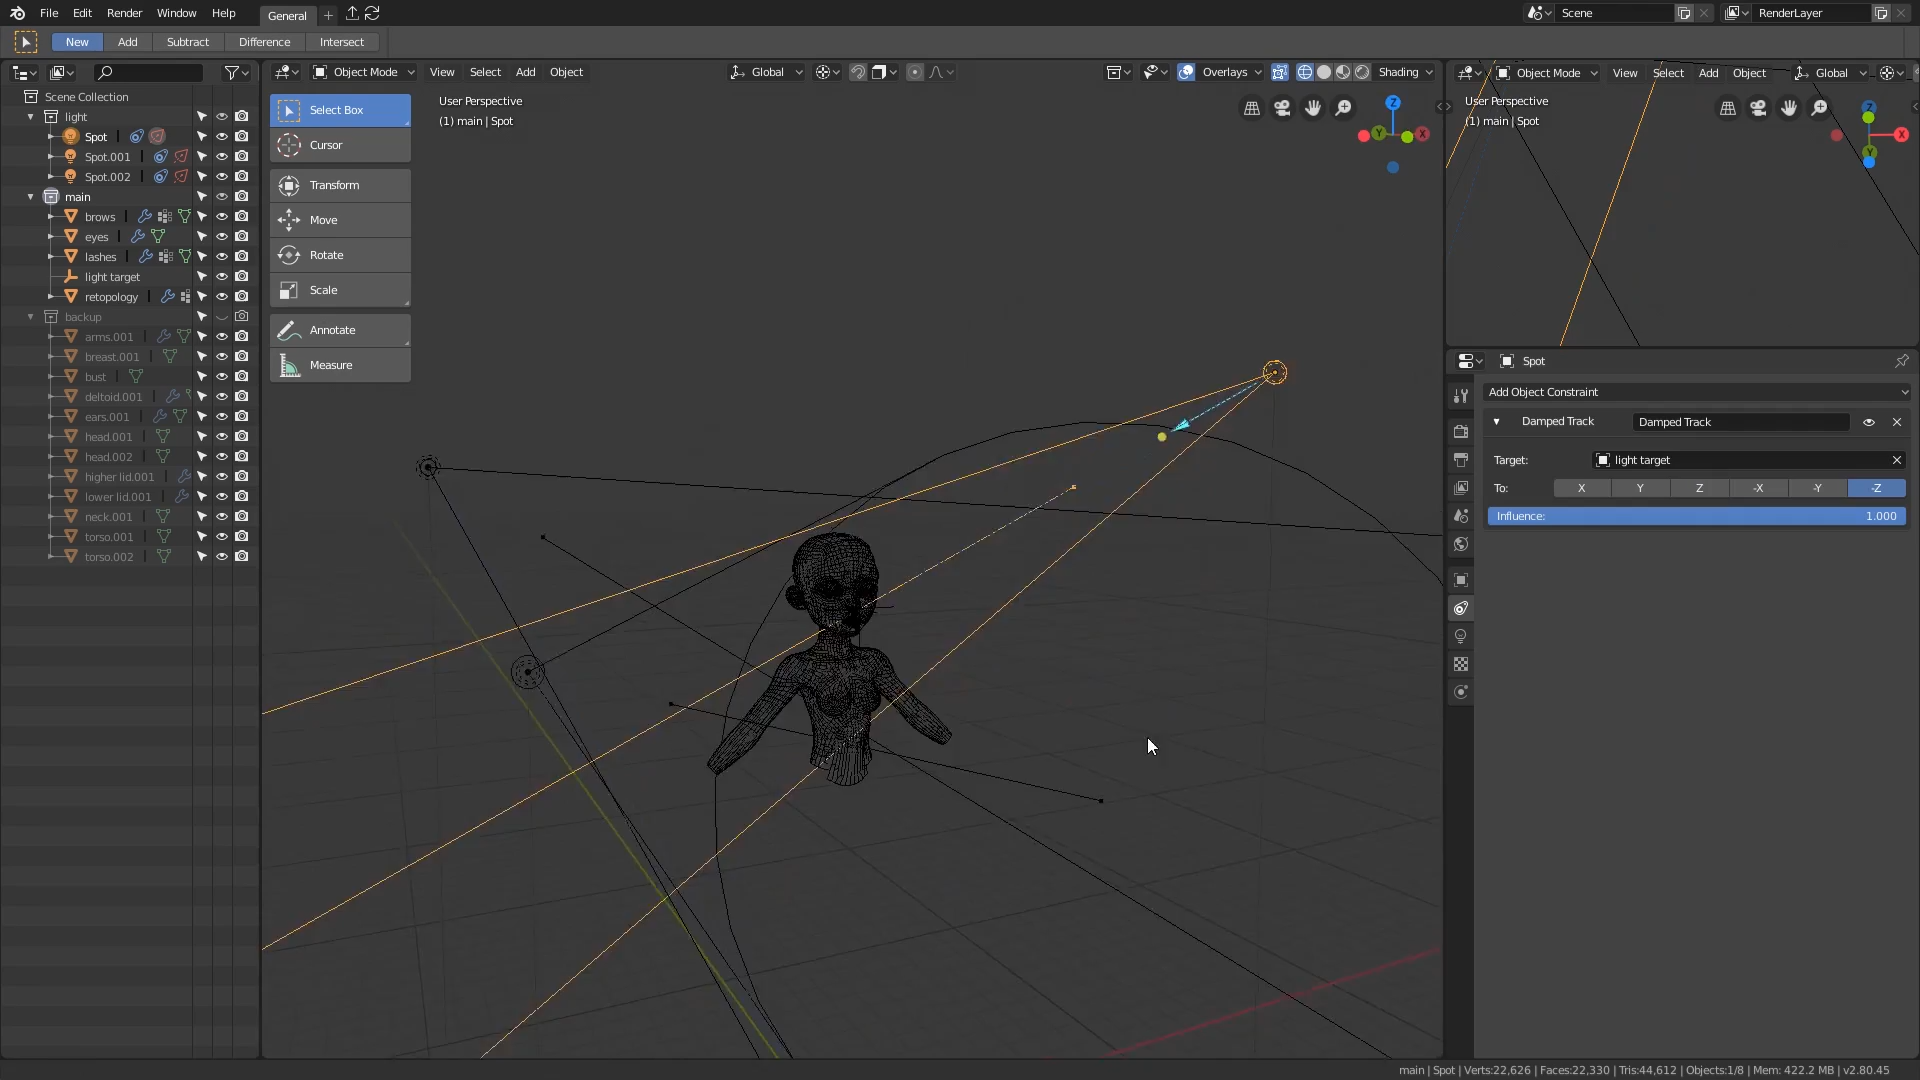 File Edit Render Window Help General Scene RenderLayer
New Add Subtract Difference Intersect
Object Mode View Select Add Object Global Overlays Shading
Object Mode View Select Add Object Global
Scene Collection
light
Spot
Spot.001
Spot.002
main
brows
eyes
lashes
light target
retopology
backup
arms.001
breast.001
bust
deltoid.001
ears.001
head.001
head.002
higher lid.001
lower lid.001
neck.001
torso.001
torso.002
Select Box
Cursor
Transform
Move
Rotate
Scale
Annotate
Measure
User Perspective
(1) main | Spot
Z
Y
X
User Perspective
(1) main | Spot
Z
X
Y
Spot
Add Object Constraint
Damped Track Damped Track
Target: light target
To: X Y Z -X -Y -Z
Influence: 1.000
main | Spot | Verts:22,626 | Faces:22,330 | Tris:44,612 | Objects:1/8 | Mem: 422.2 MB | v2.80.45